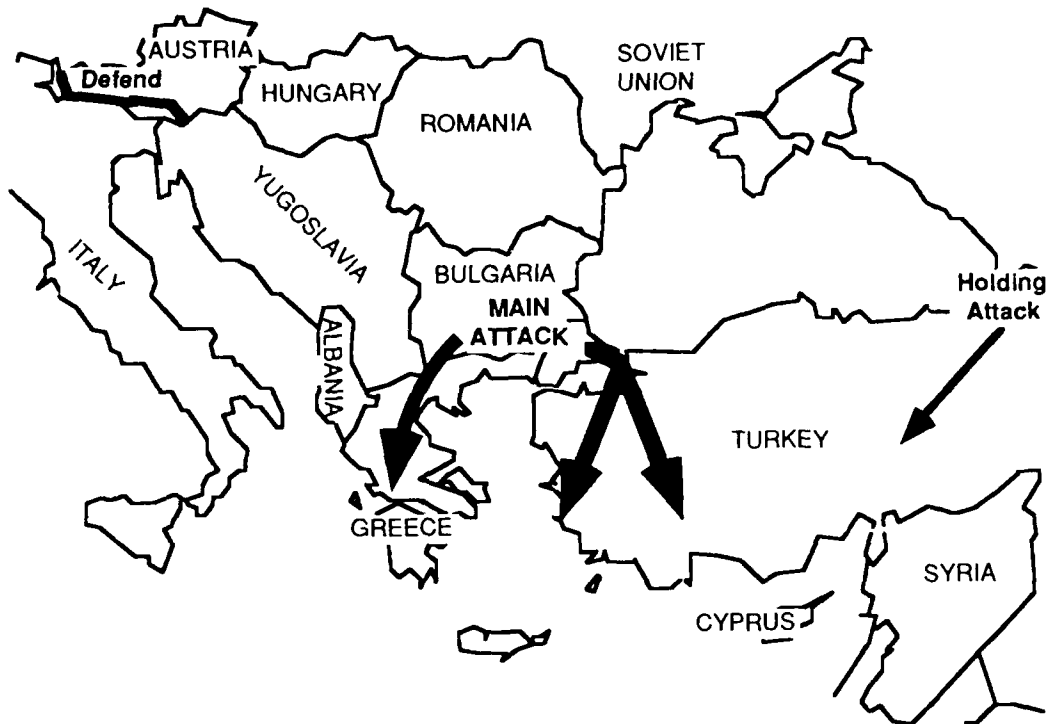 AUSTRIA
Defend
HUNGARY
SOVIET
UNION
ROMANIA
YUGOSLAVIA
ITALY
BULGARIA
MAIN
ATTACK
Holding
Attack
ALBANIA
TURKEY
GREECE
SYRIA
CYPRUS